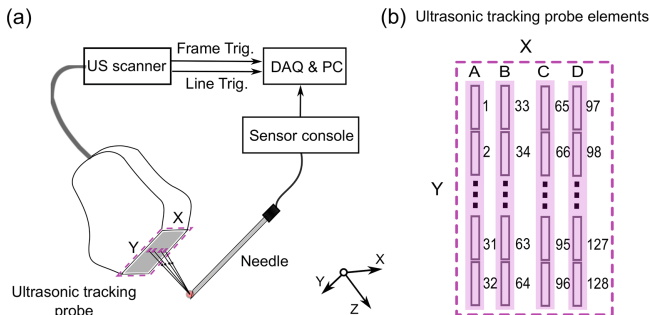 (a)
US scanner
Frame Trig.
Line Trig.
DAQ & PC
Sensor console
X
Y
Needle
Ultrasonic tracking
probe
X
Y
Z
(b) Ultrasonic tracking probe elements
X
A B C D
1 33 65 97
2 34 66 98
Y
31 63 95 127
32 64 96 128